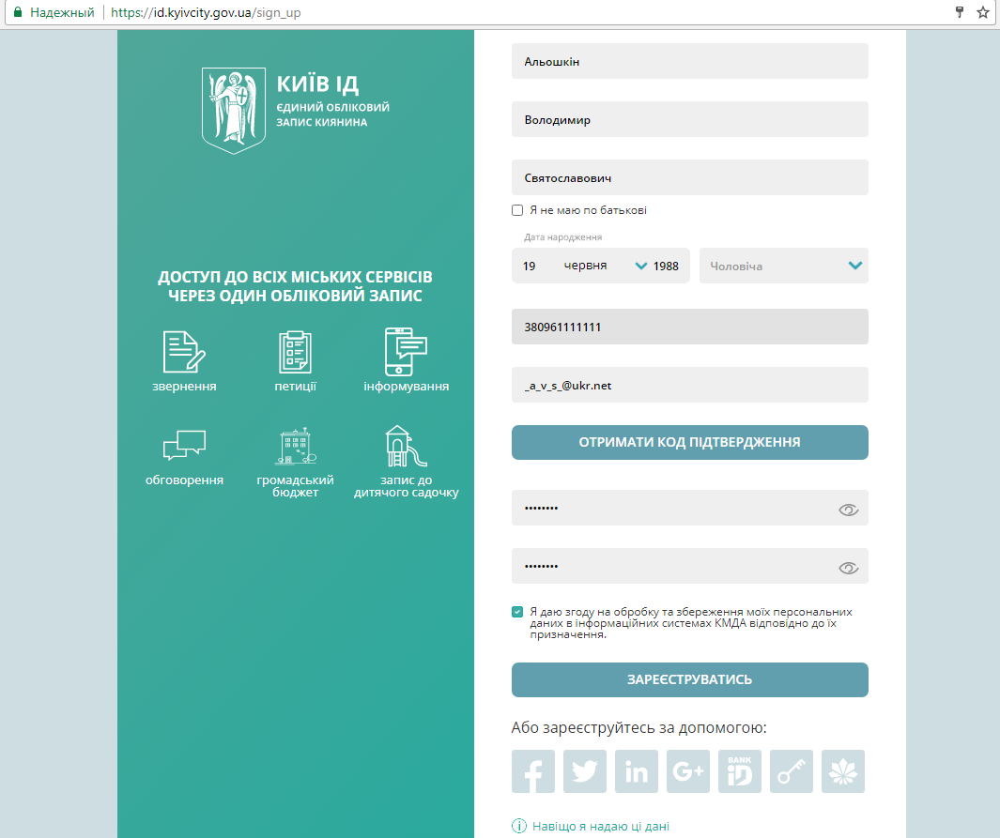 Надежный
https://id.kyivcity.gov.ua/sign_up
КИЇВ ІД
ЄДИНИЙ ОБЛІКОВИЙ
ЗАПИС КИЯНИНА
ДОСТУП ДО ВСІХ МІСЬКИХ СЕРВІСІВ
ЧЕРЕЗ ОДИН ОБЛІКОВИЙ ЗАПИС
звернення
петиції
інформування
обговорення
громадський
бюджет
запис до
дитячого садочку
Альошкін
Володимир
Святославович
Я не маю по батькові
Дата народження
19 червня 1988
Чоловіча
380961111111
_a_v_s_@ukr.net
ОТРИМАТИ КОД ПІДТВЕРДЖЕННЯ
••••••••
••••••••
Я даю згоду на обробку та збереження моїх персональних
даних в інформаційних системах КМДА відповідно до їх
призначення.
ЗАРЕЄСТРУВАТИСЬ
Або зареєструйтесь за допомогою:
f
in
G+
BANK
iD
Навіщо я надаю ці дані